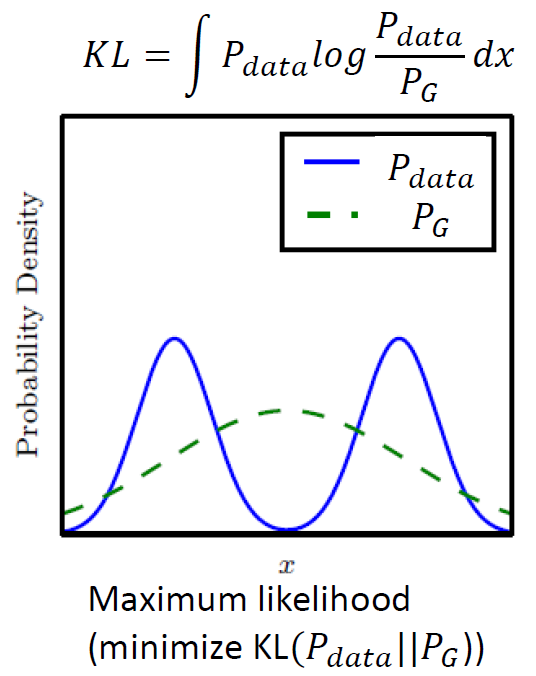 KL = ∫ P_data log P_data/P_G dx
P_data
P_G
Probability Density
x
Maximum likelihood
(minimize KL(P_data||P_G))